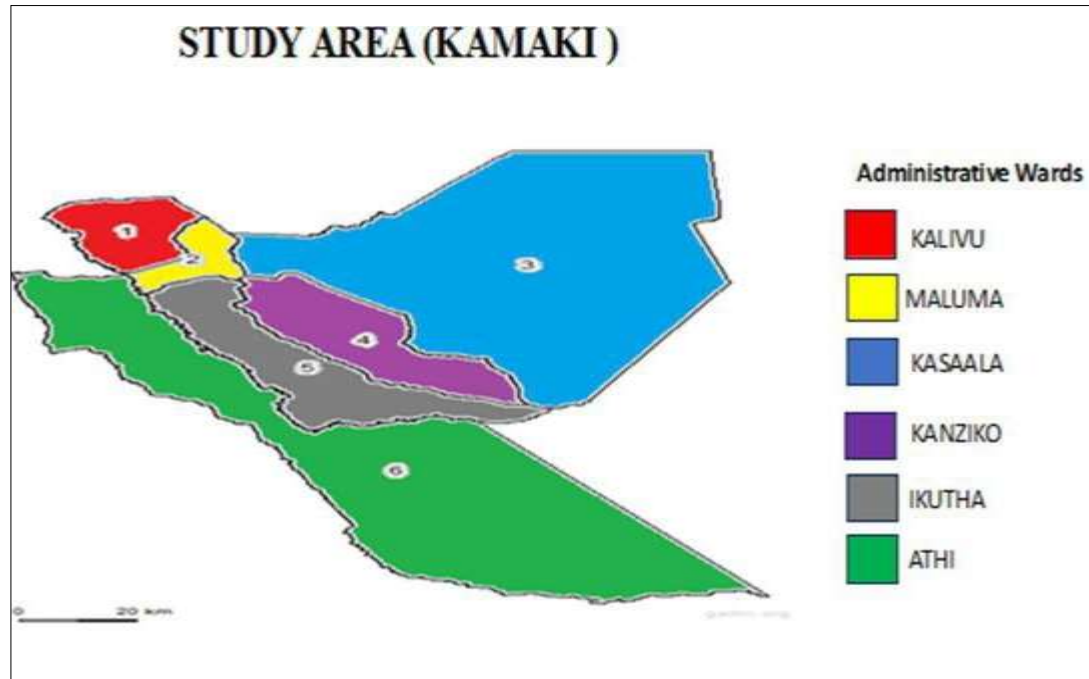 STUDY AREA (KAMAKI )
Administrative Wards
1
KALIVU
2
MALUMA
3
KASAALA
4
KANZIKO
5
IKUTHA
6
ATHI
0 20 km